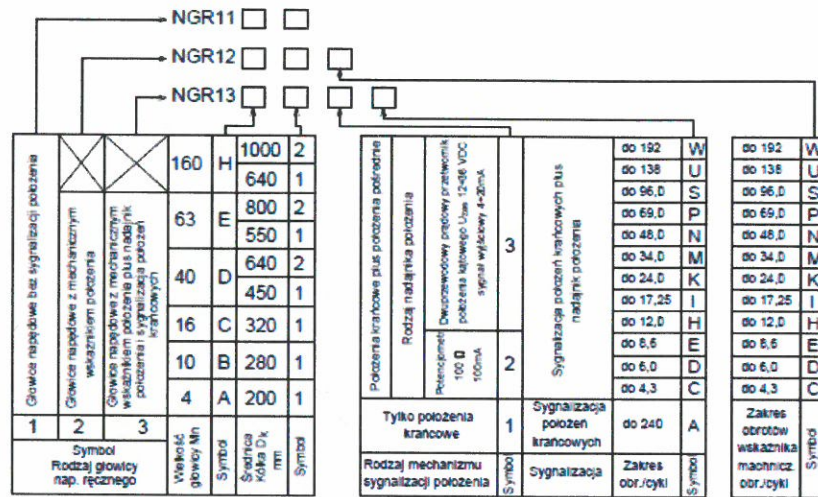 NGR11
NGR12
NGR13
Głowice napędowe bez sygnalizacji położenia
Głowice napędowe z mechanicznym
wskaźnikiem położenia
Głowice napędowe z mechanicznym
wskaźnikiem położenia plus nadajnik
położenia i sygnalizacja położeń
krańcowych
1 2 3
Symbol
Rodzaj głowicy
nap. ręcznego
160 H 1000 2
640 1
63 E 800 2
550 1
40 D 640 2
450 1
16 C 320 1
10 B 280 1
4 A 200 1
Wielkość
głowicy Mn
Symbol
Średnica
Kółka Dk
mm
Symbol
Położenia krańcowe plus położenia pośrednie
Rodzaj nadajnika położenia
Dwuprzewodowy prądowy przetwornik
położenia kątowego Uzas 12÷36 VDC
sygnał wyjściowy 4÷20mA
3
Potencjometr
100 Ω
100mA
2
Sygnalizacja położeń krańcowych plus
nadajnik położenia
do 192 W
do 138 U
do 96,0 S
do 69,0 P
do 48,0 N
do 34,0 M
do 24,0 K
do 17,25 I
do 12,0 H
do 8,6 E
do 6,0 D
do 4,3 C
Tylko położenia
krańcowe
1
Sygnalizacja
położeń
krańcowych
do 240 A
Rodzaj mechanizmu
sygnalizacji położenia
Symbol
Sygnalizacja
Zakres
obr./cykl
Symbol
do 192 W
do 138 U
do 96,0 S
do 69,0 P
do 48,0 N
do 34,0 M
do 24,0 K
do 17,25 I
do 12,0 H
do 8,6 E
do 6,0 D
do 4,3 C
Zakres
obrotów
wskaźnika
machnicz.
obr./cykl
Symbol